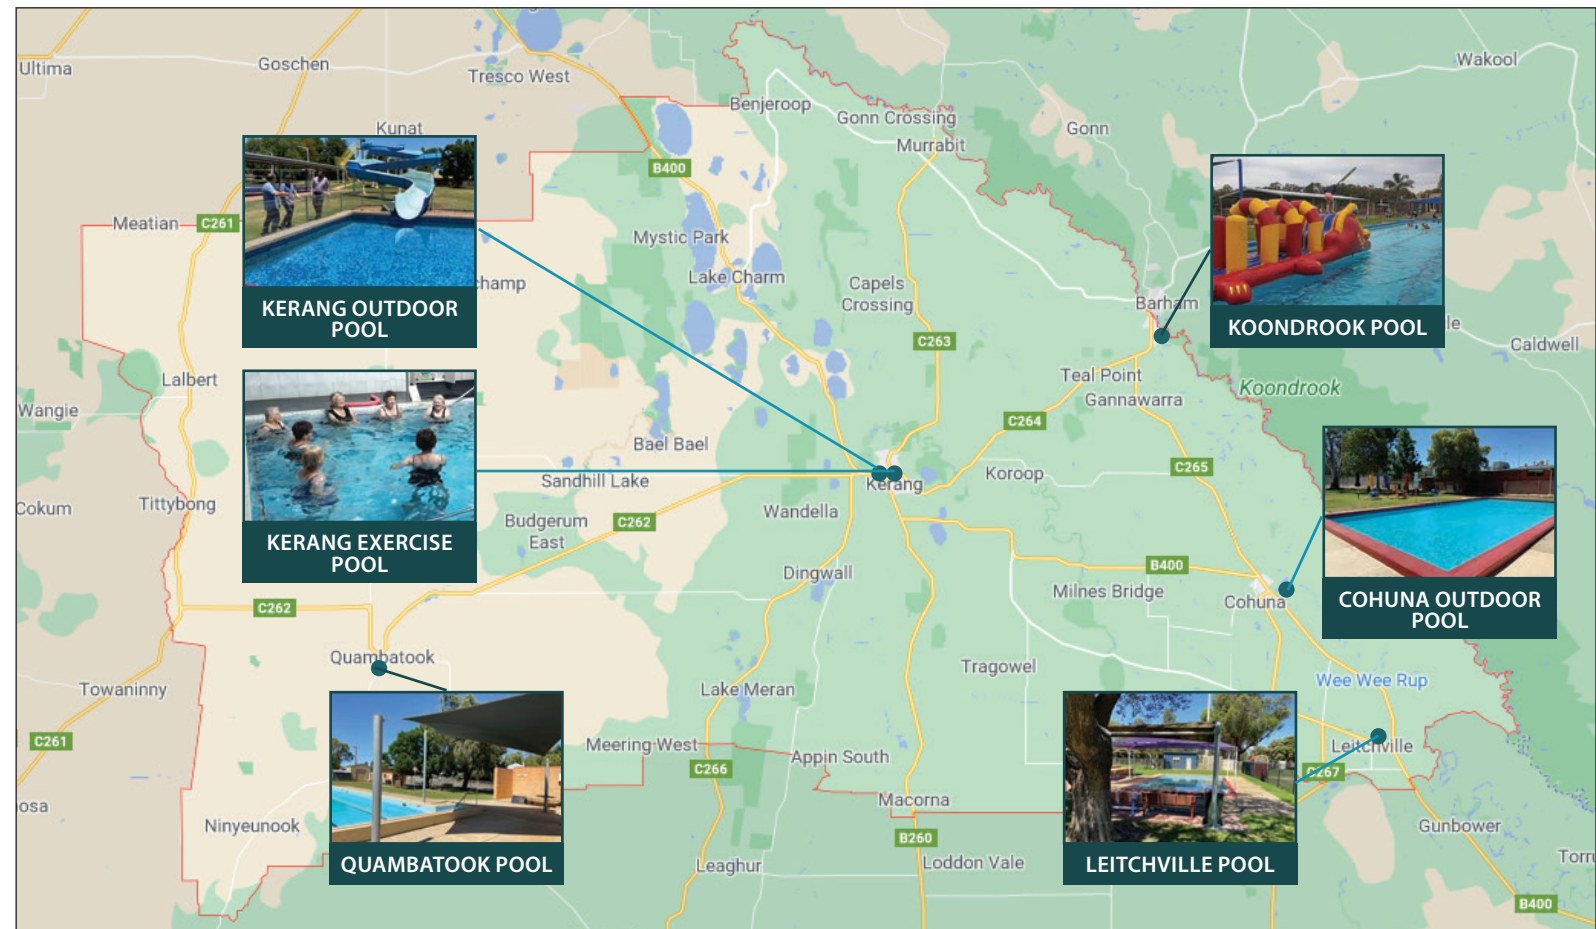 Ultima
Goschen
Tresco West
Wakool
Kunat
Benjeroop
Gonn Crossing
Gonn
Murrabit
B400
Meatian
C261
Mystic Park
Lake Charm
champ
Capels
Crossing
Barham
KERANG OUTDOOR
POOL
KOONDROOK POOL
le
Caldwell
C263
Lalbert
Teal Point
Gannawarra
Koondrook
Wangie
C264
Bael Bael
Sandhill Lake
Kerang
Koroop
C265
Cokum
Tittybong
Budgerum
East
C262
Wandella
KERANG EXERCISE
POOL
Dingwall
B400
Milnes Bridge
Cohuna
COHUNA OUTDOOR
POOL
C262
Quambatook
Tragowel
Wee Wee Rup
Towaninny
Lake Meran
C261
Meering West
Appin South
Leitchville
C266
C267
osa
Macorna
Ninyeunook
Gunbower
B260
QUAMBATOOK POOL
Leaghur
Loddon Vale
LEITCHVILLE POOL
Torru
B400